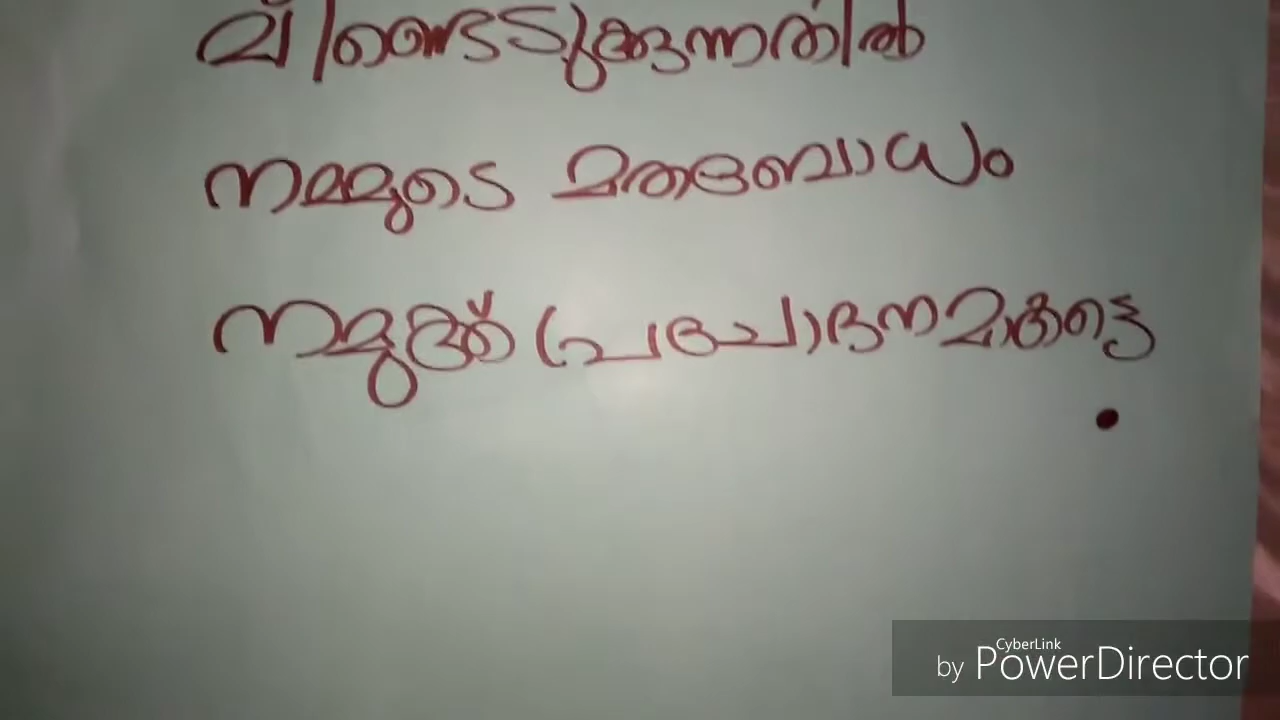 വീണ്ടെടുക്കുന്നതിൽ
നമ്മുടെ മതബോധം
നമുക്ക് പ്രചോദനമാകട്ടെ
.
CyberLink
by PowerDirector